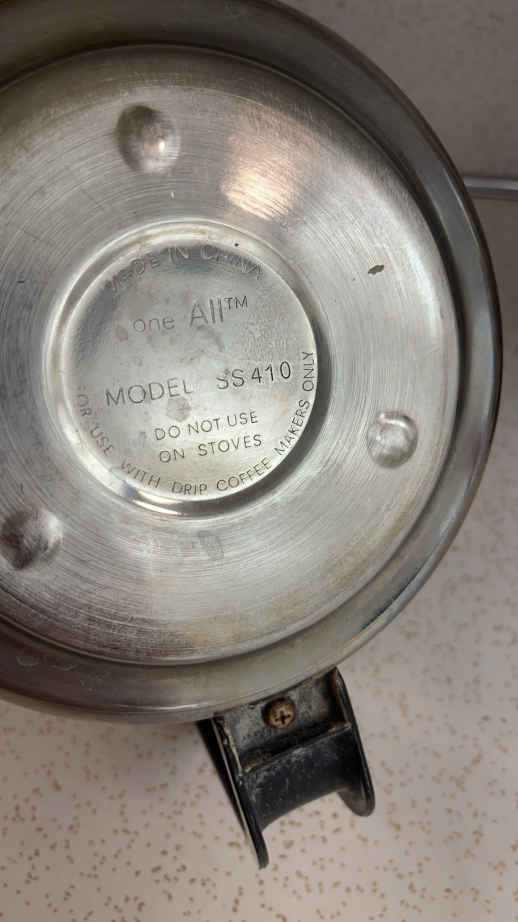 MADE IN CHINA
one All™
MODEL SS410
DO NOT USE
ON STOVES
FOR USE WITH DRIP COFFEE MAKERS ONLY